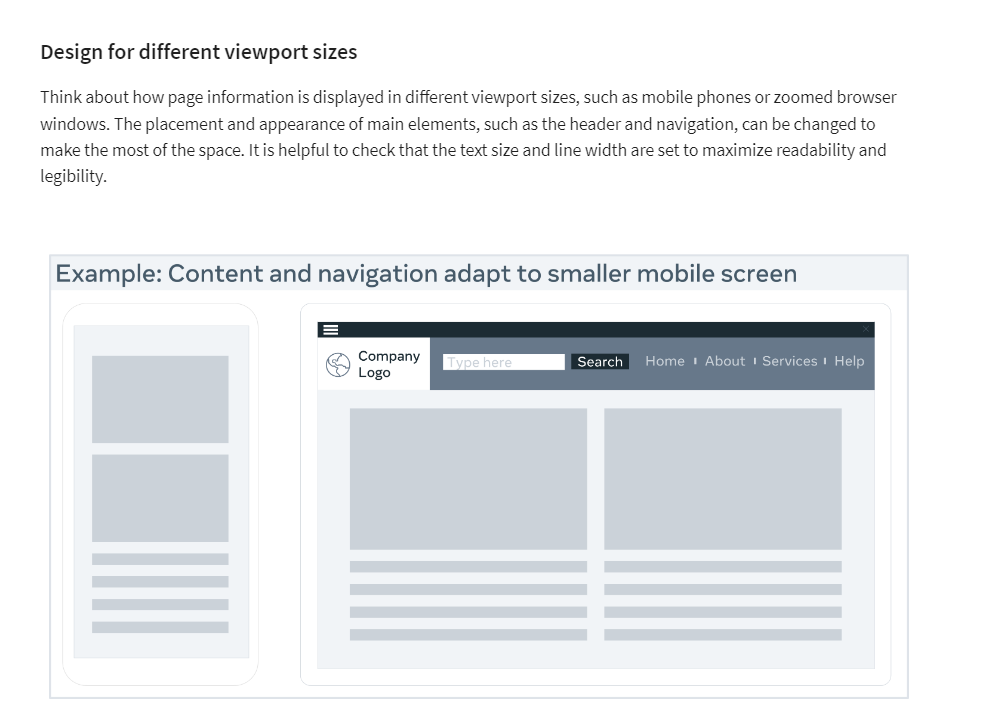 Design for different viewport sizes
Think about how page information is displayed in different viewport sizes, such as mobile phones or zoomed browser
windows. The placement and appearance of main elements, such as the header and navigation, can be changed to
make the most of the space. It is helpful to check that the text size and line width are set to maximize readability and
legibility.
Example: Content and navigation adapt to smaller mobile screen
Company
Logo
Type here
Search
Home
About
Services
Help